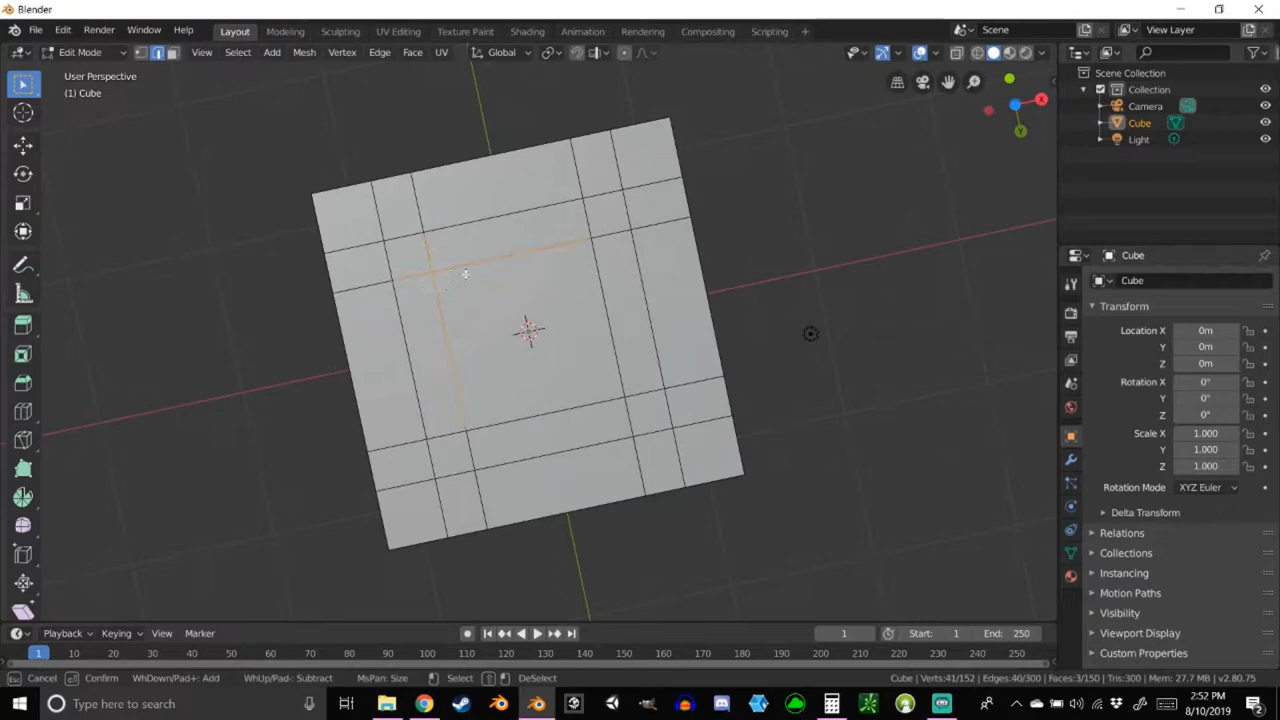 Blender
File Edit Render Window Help Layout Modeling Sculpting UV Editing Texture Paint Shading Animation Rendering Compositing Scripting + Scene View Layer
Edit Mode View Select Add Mesh Vertex Edge Face UV Global
User Perspective
(1) Cube
X
Y
Scene Collection
Collection
Camera
Cube
Light
Cube
Cube
Transform
Location X 0m
Y 0m
Z 0m
Rotation X 0°
Y 0°
Z 0°
Scale X 1.000
Y 1.000
Z 1.000
Rotation Mode XYZ Euler
Delta Transform
Relations
Collections
Instancing
Motion Paths
Visibility
Viewport Display
Custom Properties
Playback Keying View Marker 1 Start: 1 End: 250
1 10 20 30 40 50 60 70 80 90 100 110 120 130 140 150 160 170 180 190 200 210 220 230 240 250
Esc Cancel Confirm WhDown/Pad+: Add WhUp/Pad-: Subtract MsPan: Size Select DeSelect Cube | Verts:41/152 | Edges:40/300 | Faces:3/150 | Tris:300 | Mem: 27.7 MB | v2.80.75
Type here to search
2:52 PM
8/10/2019
2